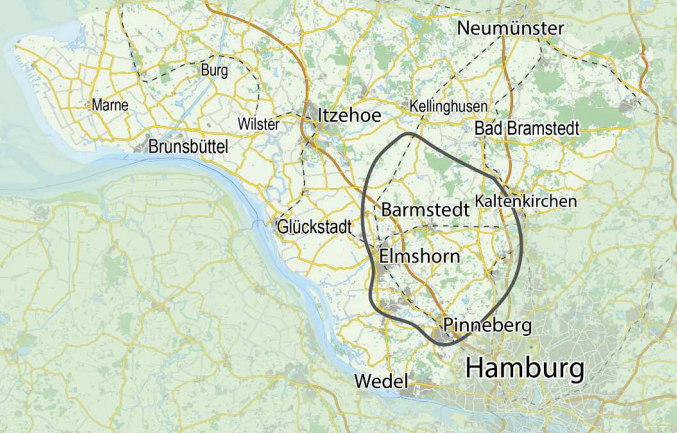 Neumünster
Burg
Marne
Kellinghusen
Itzehoe
Wilster
Bad Bramstedt
Brunsbüttel
Kaltenkirchen
Barmstedt
Glückstadt
Elmshorn
Pinneberg
Hamburg
Wedel